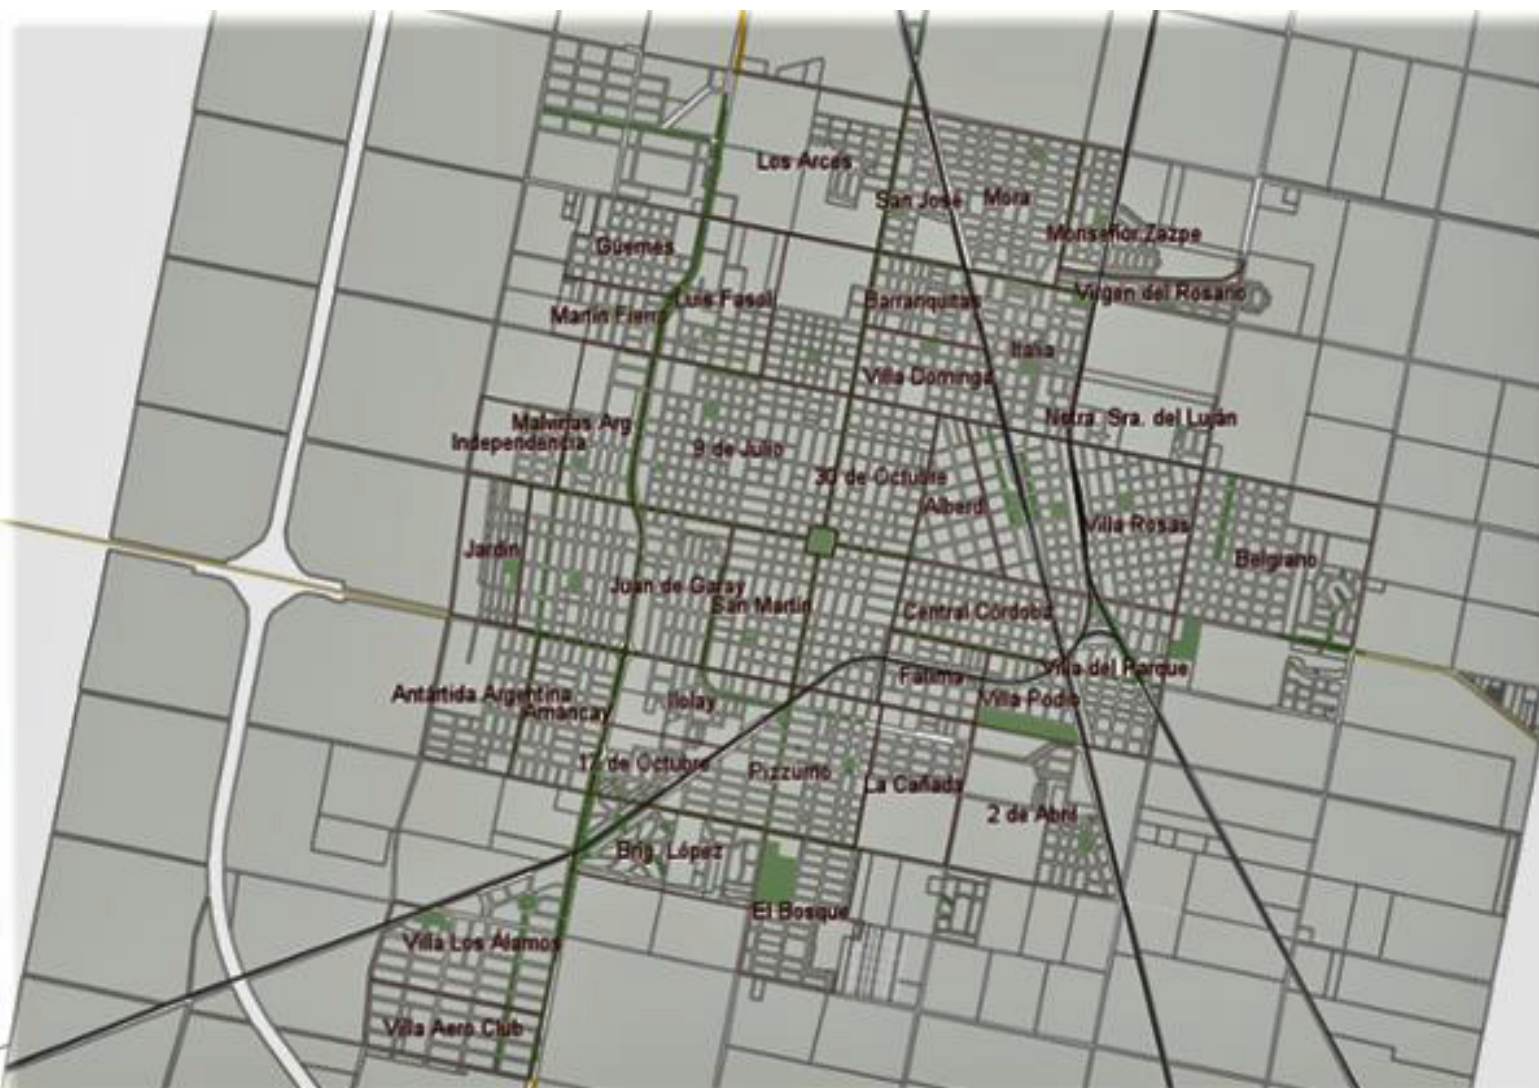 Los Arces
San José
Mora
Monseñor Zazpe
Güemes
Virgen del Rosario
Luis Fasoli
Barranquitas
Martín Fierro
Italia
Villa Dominga
Malvinas Arg
Independencia
Nstra. Sra. del Luján
9 de Julio
30 de Octubre
Alberdi
Villa Rosas
Jardín
Belgrano
Juan de Garay
San Martín
Central Córdoba
Fátima
Villa del Parque
Antártida Argentina
Amancay
Ilolay
Villa Podio
17 de Octubre
Pizzurno
La Cañada
2 de Abril
Brig. López
El Bosque
Villa Los Álamos
Villa Aero Club